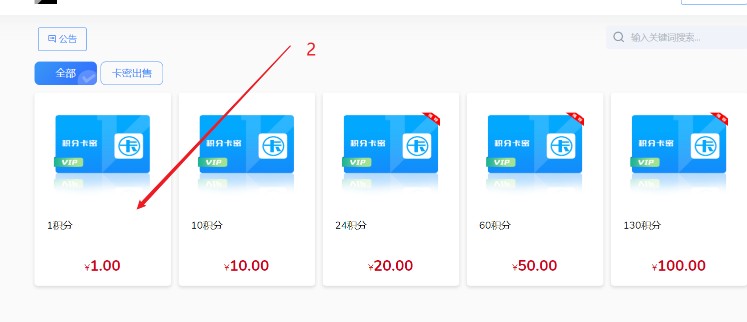 公告
2
输入关键词搜索...
全部
卡密出售
积分卡密
卡
VIP
积分卡密
卡
VIP
积分卡密
卡
VIP
积分卡密
卡
VIP
积分卡密
卡
VIP
1积分
10积分
24积分
60积分
130积分
¥1.00
¥10.00
¥20.00
¥50.00
¥100.00